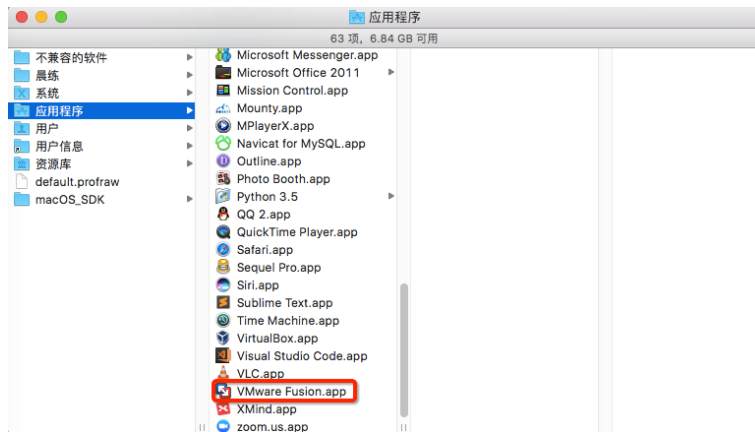 应用程序
63 项，6.84 GB 可用
不兼容的软件
晨练
系统
应用程序
用户
用户信息
资源库
default.profraw
macOS_SDK
Microsoft Messenger.app
Microsoft Office 2011
Mission Control.app
Mounty.app
MPlayerX.app
Navicat for MySQL.app
Outline.app
Photo Booth.app
Python 3.5
QQ 2.app
QuickTime Player.app
Safari.app
Sequel Pro.app
Siri.app
Sublime Text.app
Time Machine.app
VirtualBox.app
Visual Studio Code.app
VLC.app
VMware Fusion.app
XMind.app
zoom.us.app